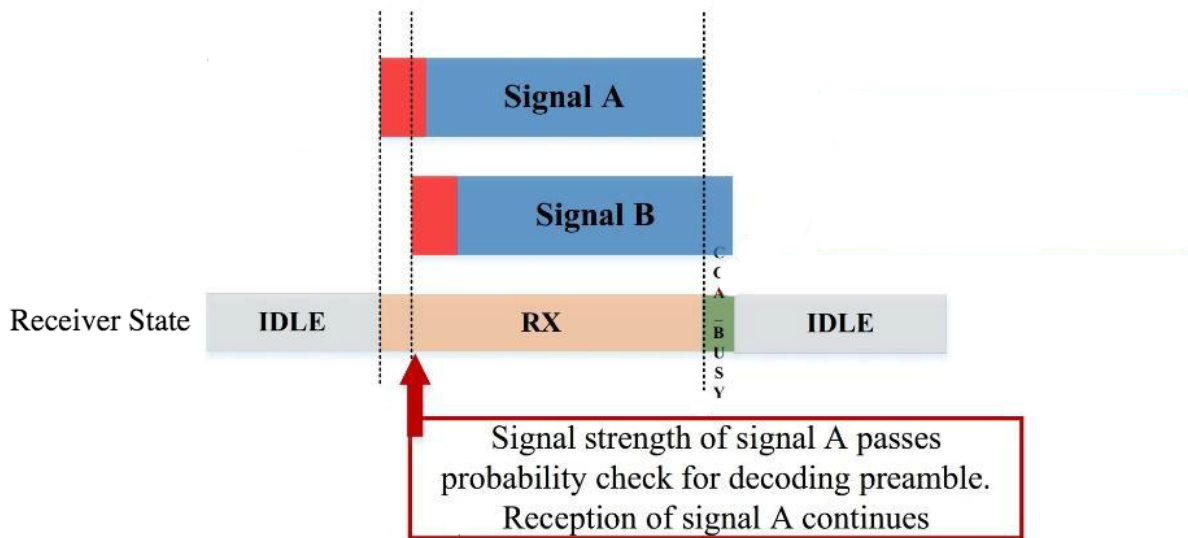 Signal A
Signal B
Receiver State
IDLE
RX
CCA_BUSY
IDLE
Signal strength of signal A passes
probability check for decoding preamble.
Reception of signal A continues